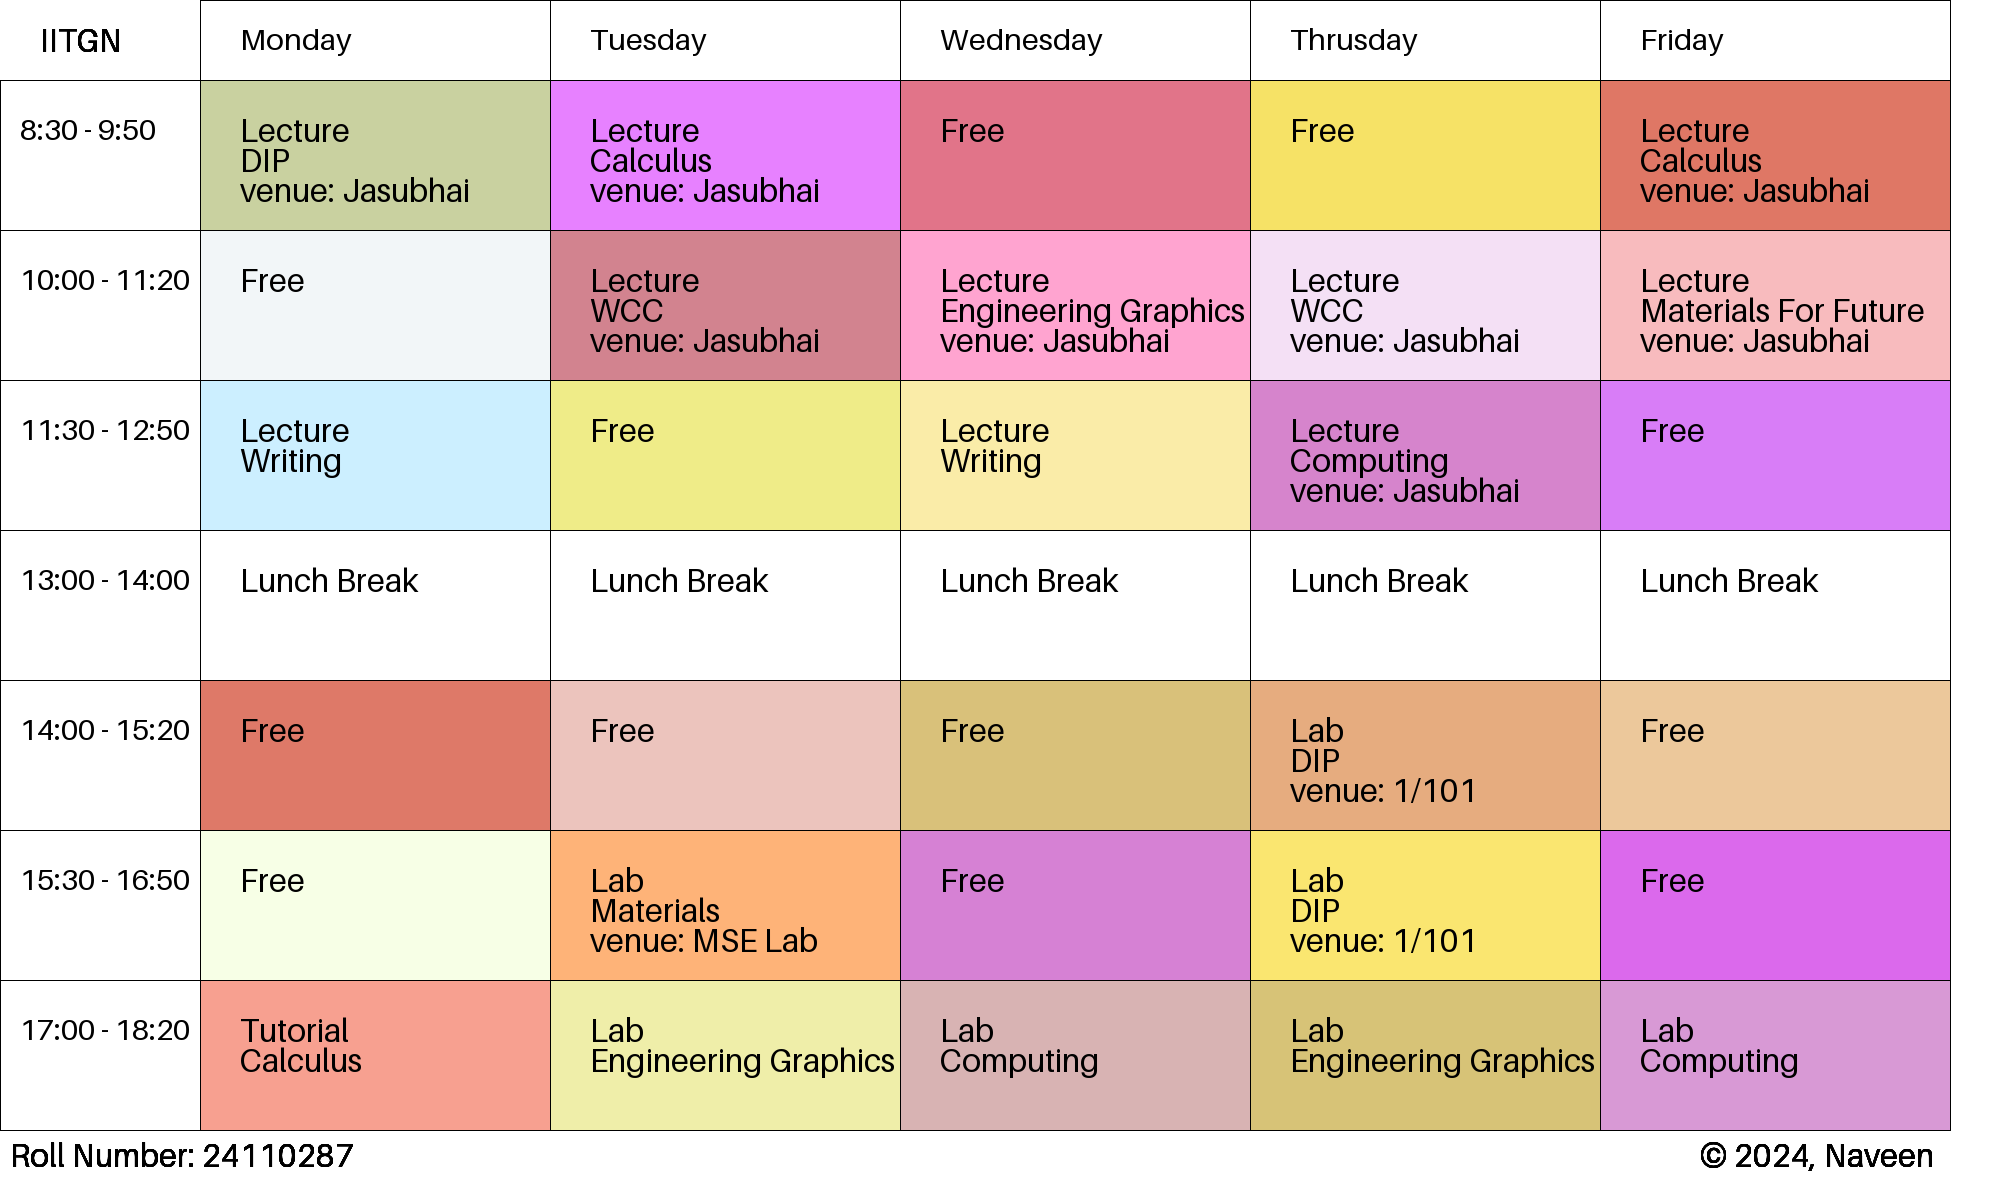 IITGN Monday Tuesday Wednesday Thrusday Friday
8:30 - 9:50
Lecture
DIP
venue: Jasubhai
Lecture
Calculus
venue: Jasubhai
Free
Free
Lecture
Calculus
venue: Jasubhai
10:00 - 11:20
Free
Lecture
WCC
venue: Jasubhai
Lecture
Engineering Graphics
venue: Jasubhai
Lecture
WCC
venue: Jasubhai
Lecture
Materials For Future
venue: Jasubhai
11:30 - 12:50
Lecture
Writing
Free
Lecture
Writing
Lecture
Computing
venue: Jasubhai
Free
13:00 - 14:00
Lunch Break
Lunch Break
Lunch Break
Lunch Break
Lunch Break
14:00 - 15:20
Free
Free
Free
Lab
DIP
venue: 1/101
Free
15:30 - 16:50
Free
Lab
Materials
venue: MSE Lab
Free
Lab
DIP
venue: 1/101
Free
17:00 - 18:20
Tutorial
Calculus
Lab
Engineering Graphics
Lab
Computing
Lab
Engineering Graphics
Lab
Computing
Roll Number: 24110287
© 2024, Naveen